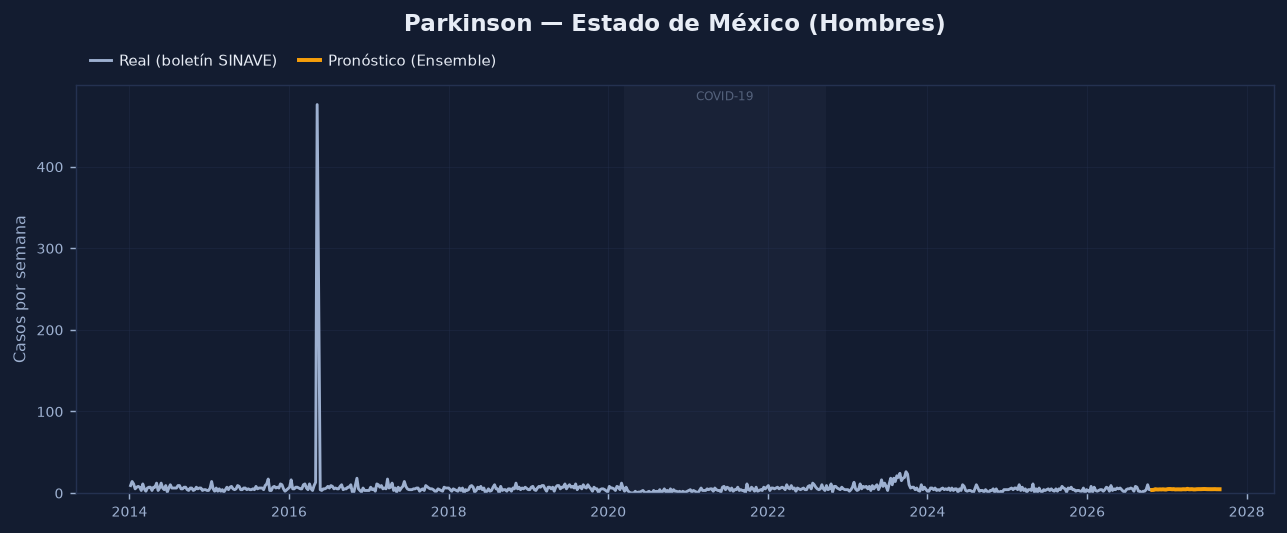 Parkinson — Estado de México (Hombres)
Real (boletín SINAVE) Pronóstico (Ensemble)
COVID-19
Casos por semana
400
300
200
100
0
2014 2016 2018 2020 2022 2024 2026 2028